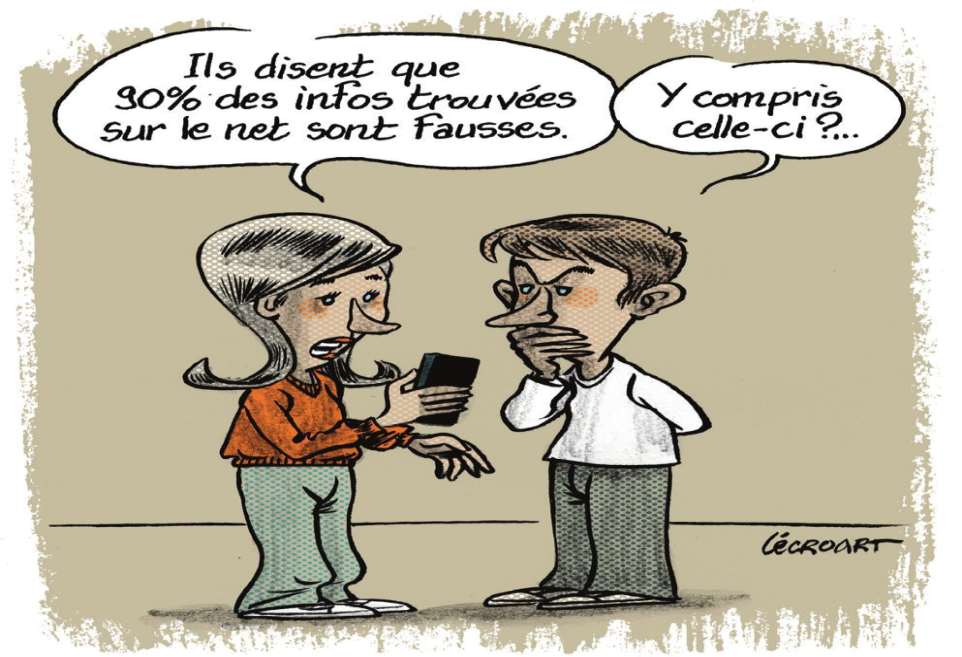 Ils disent que
90% des infos trouvées
sur le net sont fausses.
Y compris
celle-ci ?...
Lécroart